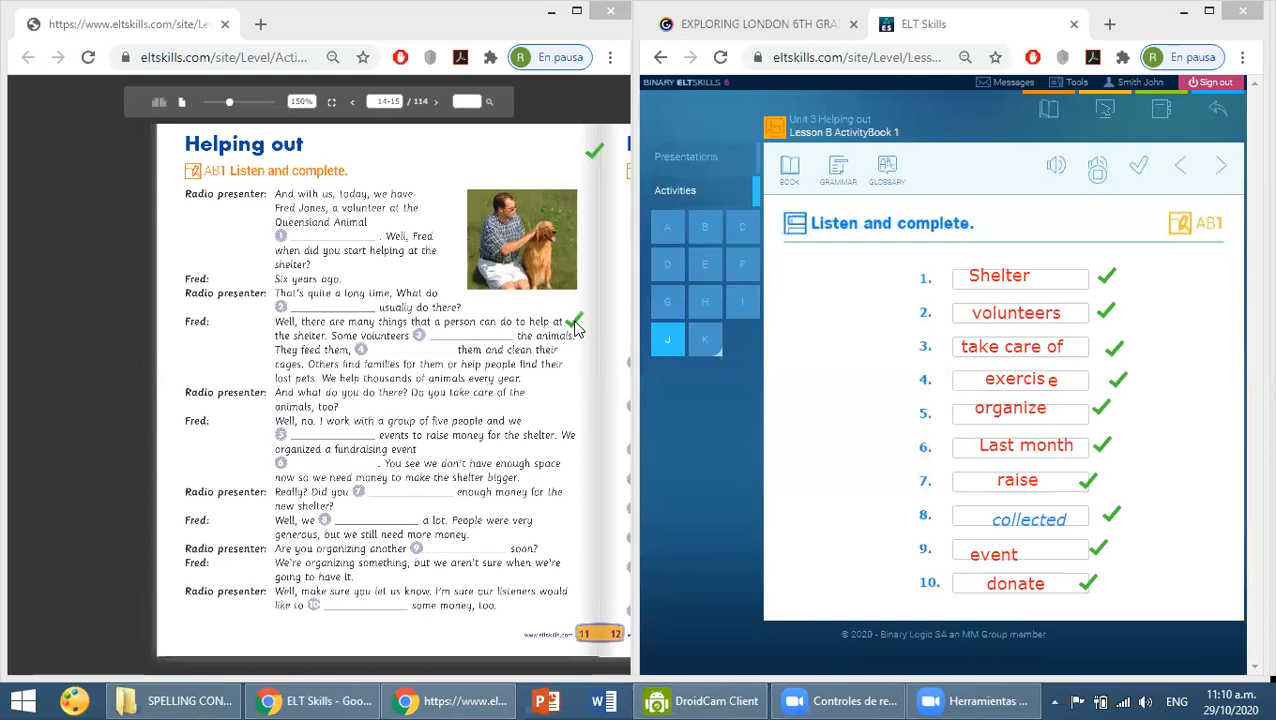 https://www.eltskills.com/site/Le
EXPLORING LONDON 6TH GRA
ELT Skills
eltskills.com/site/Level/Acti...
R En pausa
eltskills.com/site/Level/Less...
R En pausa
150%
14-15 / 114
BINARY ELTSKILLS 6
Messages
Tools
Smith John
Sign out
Helping out
AB1 Listen and complete.
Radio presenter: And with us, today, we have
Fred Janes, a volunteer at the
Queensland Animal
1 . Well, Fred
when did you start helping at the
shelter?
Fred: Six years ago.
Radio presenter: That's quite a long time. What do
2 usually do there?
Fred: Well, there are many things that a person can do to help at
the shelter. Some volunteers 3 the animals.
They feed them, 4 them and clean their
cages. Others find families for them or help people find their
lost pets. We help thousands of animals every year.
Radio presenter: And what do you do there? Do you take care of the
animals too?
Fred: Well, no. I work with a group of five people and we
5 events to raise money for the shelter. We
organized a fundraising event
6 . You see we don't have enough space
now so we need money to make the shelter bigger.
Radio presenter: Really? Did you 7 enough money for the
new shelter?
Fred: Well, we 8 a lot. People were very
generous, but we still need more money.
Radio presenter: Are you organizing another 9 soon?
Fred: organizing something, but we aren't sure when we're
going to have it.
Radio presenter: Well, make sure you let us know. I'm sure our listeners would
like to 10 some money, too.
www.eltskills.com 11 12
Unit 3 Helping out
Lesson B ActivityBook 1
Presentations
Activities
A B C
D E F
G H I
J K
BOOK
GRAMMAR
GLOSSARY
Listen and complete.
AB1
1. Shelter
2. volunteers
3. take care of
4. exercise
5. organize
6. Last month
7. raise
8. collected
9. event
10. donate
© 2020 - Binary Logic SA an MM Group member
SPELLING CON...
ELT Skills - Goo...
https://www.el...
DroidCam Client
Controles de re...
Herramientas ...
ENG
11:10 a.m.
29/10/2020